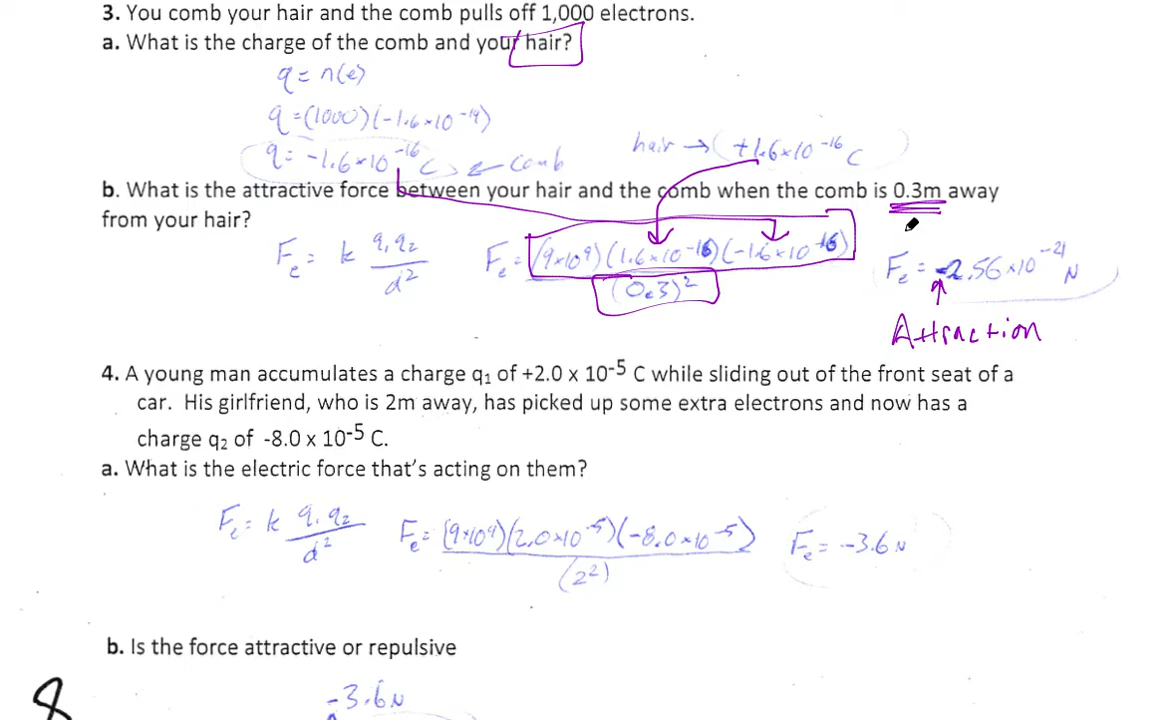 3. You comb your hair and the comb pulls off 1,000 electrons.
a. What is the charge of the comb and your hair?
q = n(e)
q = (1000)(-1.6×10⁻¹⁹)
q = -1.6×10⁻¹⁶ C ← comb
hair → +1.6×10⁻¹⁶ C
b. What is the attractive force between your hair and the comb when the comb is 0.3m away
from your hair?
Fe = k q₁q₂/d² Fe = (9×10⁹)(1.6×10⁻¹⁶)(-1.6×10⁻¹⁶)/(0.3)² Fe = -2.56×10⁻²¹ N
Attraction
4. A young man accumulates a charge q₁ of +2.0 x 10⁻⁵ C while sliding out of the front seat of a
car. His girlfriend, who is 2m away, has picked up some extra electrons and now has a
charge q₂ of -8.0 x 10⁻⁵ C.
a. What is the electric force that's acting on them?
Fe = k q₁q₂/d² Fe = (9×10⁹)(2.0×10⁻⁵)(-8.0×10⁻⁵)/(2²) Fe = -3.6 N
b. Is the force attractive or repulsive
-3.6 N
8